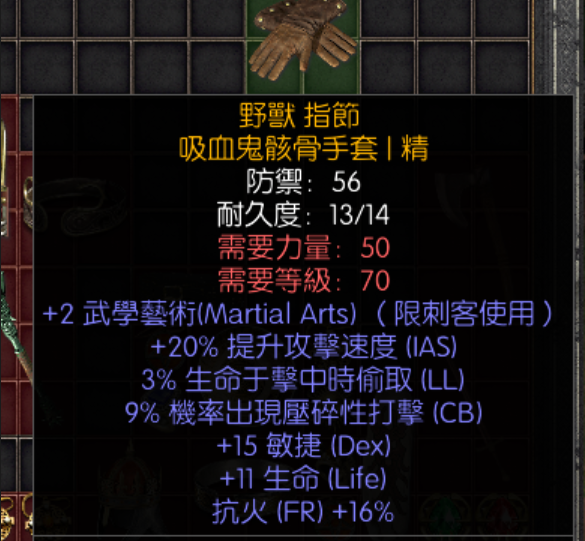 野獸 指節
吸血鬼骸骨手套 | 精
防禦: 56
耐久度: 13/14
需要力量: 50
需要等級: 70
+2 武學藝術(Martial Arts) （限刺客使用）
+20% 提升攻擊速度 (IAS)
3% 生命于擊中時偷取 (LL)
9% 機率出現壓碎性打擊 (CB)
+15 敏捷 (Dex)
+11 生命 (Life)
抗火 (FR) +16%